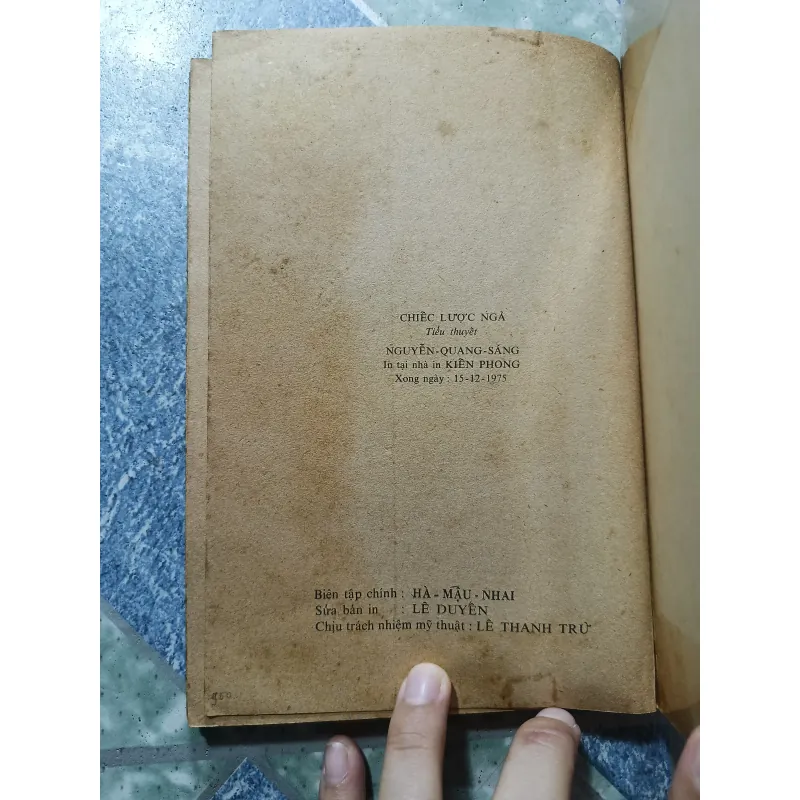 CHIẾC LƯỢC NGÀ
Tiểu thuyết
NGUYỄN-QUANG-SÁNG
In tại nhà in KIẾN PHONG
Xong ngày : 15-12-1975
Biên tập chính : HÀ - MẬU - NHAI
Sửa bản in : LÊ DUYÊN
Chịu trách nhiệm mỹ thuật : LÊ THANH TRỪ